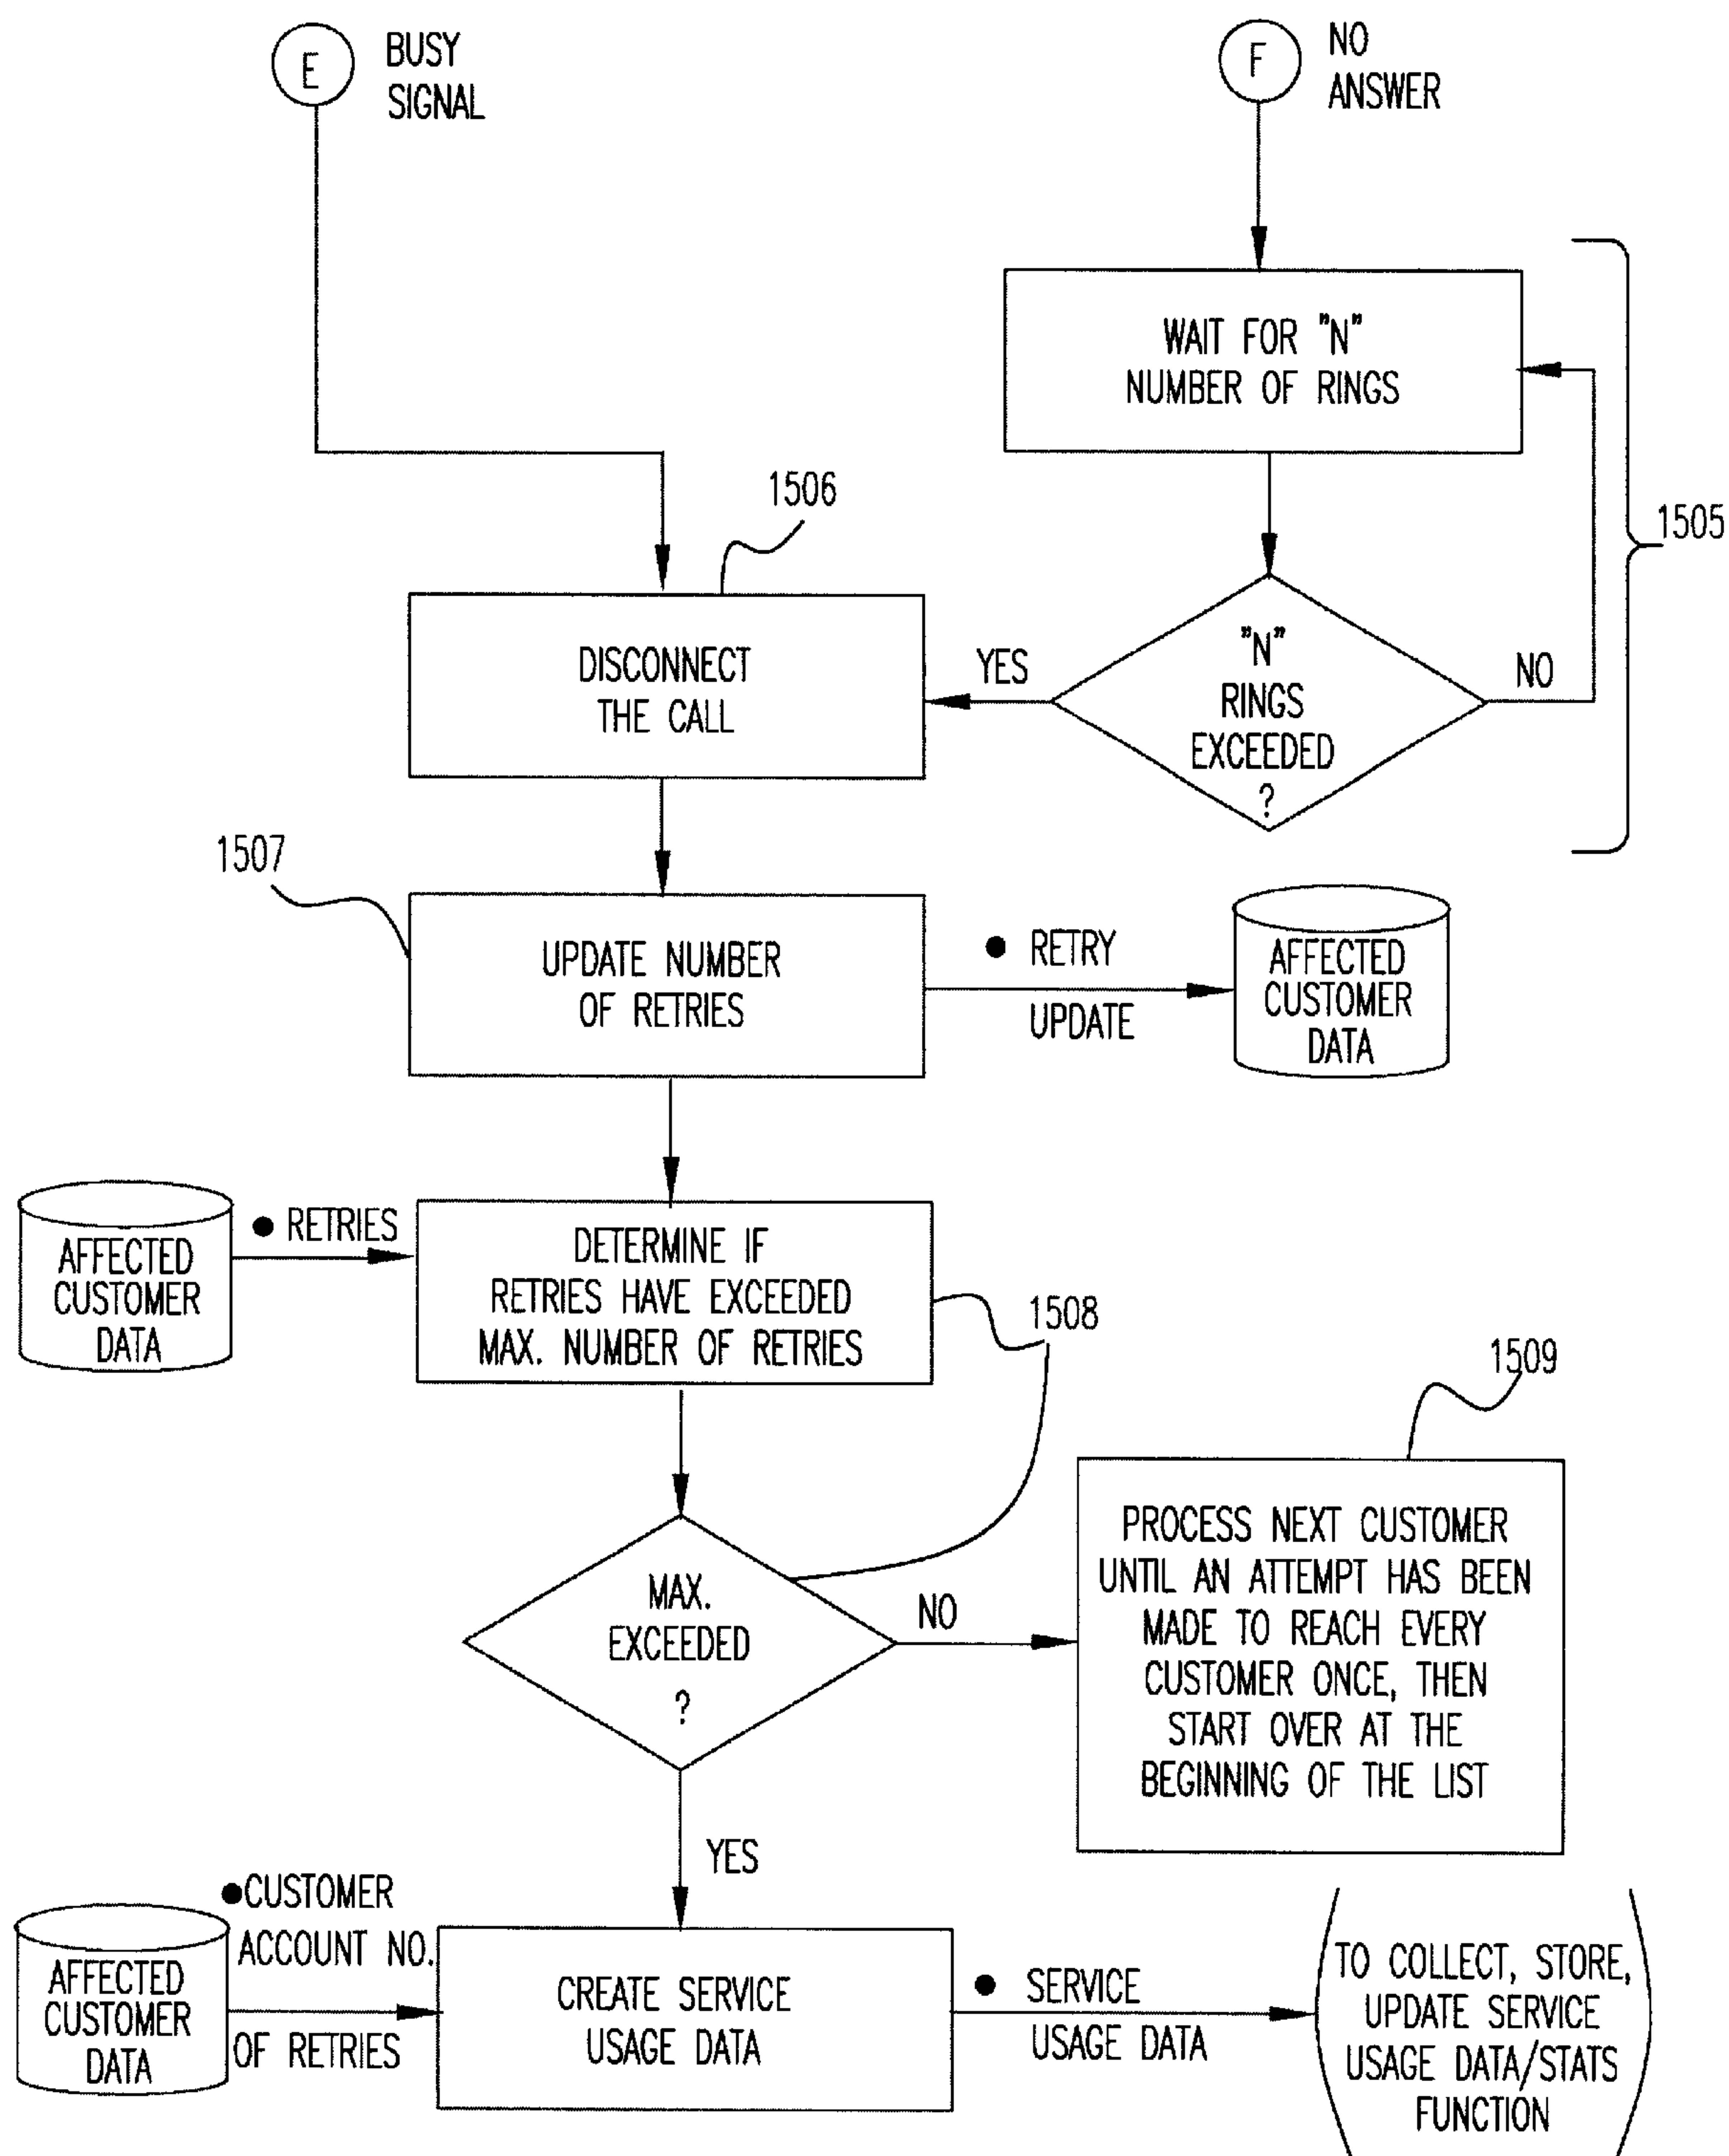 E
BUSY
SIGNAL
F
NO
ANSWER
WAIT FOR "N"
NUMBER OF RINGS
1505
1506
DISCONNECT
THE CALL
YES
"N"
RINGS
EXCEEDED
?
NO
1507
UPDATE NUMBER
OF RETRIES
• RETRY
UPDATE
AFFECTED
CUSTOMER
DATA
AFFECTED
CUSTOMER
DATA
• RETRIES
DETERMINE IF
RETRIES HAVE EXCEEDED
MAX. NUMBER OF RETRIES
1508
1509
MAX.
EXCEEDED
?
NO
PROCESS NEXT CUSTOMER
UNTIL AN ATTEMPT HAS BEEN
MADE TO REACH EVERY
CUSTOMER ONCE, THEN
START OVER AT THE
BEGINNING OF THE LIST
YES
AFFECTED
CUSTOMER
DATA
•CUSTOMER
ACCOUNT NO.
OF RETRIES
CREATE SERVICE
USAGE DATA
• SERVICE
USAGE DATA
TO COLLECT, STORE,
UPDATE SERVICE
USAGE DATA/STATS
FUNCTION